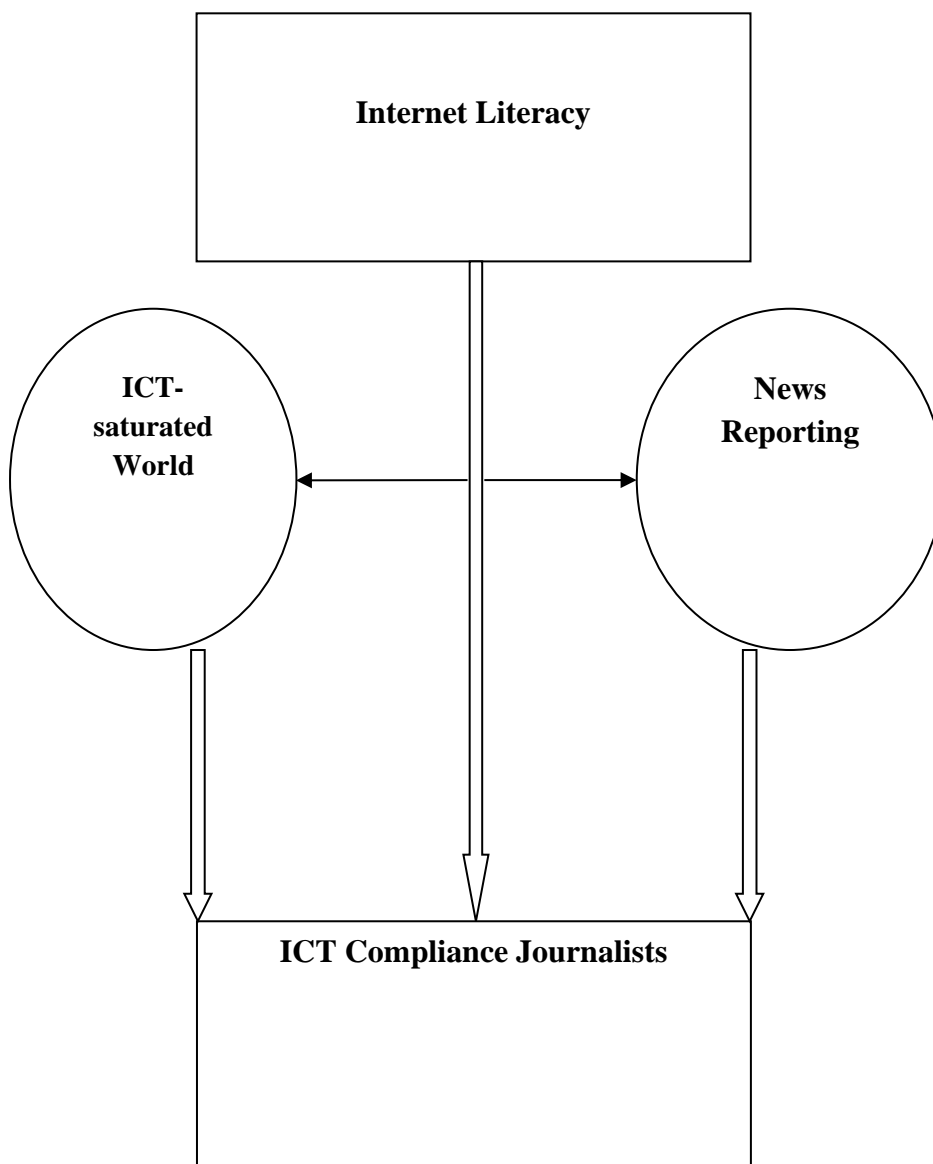 Internet Literacy
ICT-
saturated
World
News
Reporting
ICT Compliance Journalists